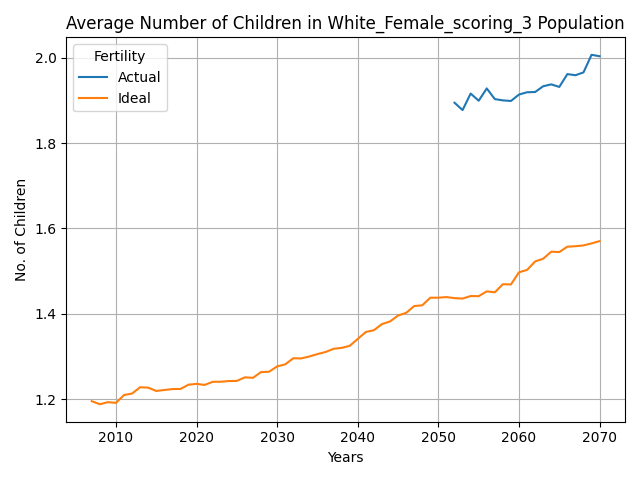 Average Number of Children in White_Female_scoring_3 Population
Fertility
Actual
Ideal
2.0
1.8
1.6
1.4
1.2
No. of Children
2010 2020 2030 2040 2050 2060 2070
Years